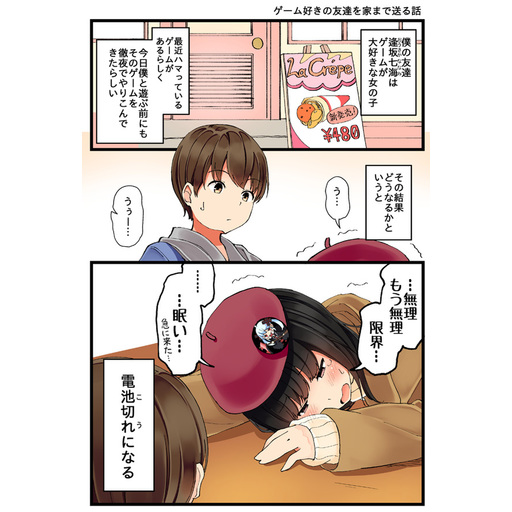 ゲーム好きの友達を家まで送る話
僕の友達
逢坂七海は
ゲームが
大好きな女の子
La Crepe
新発売!
¥480
最近ハマっている
ゲームが
あるらしく
今日僕と遊ぶ前にも
そのゲームを
徹夜でやりこんで
きたらしい
その結果
どうなるかと
いうと
う…
うぅー…
…無理
もう無理
限界…
……
…眠い…
急に来た…
こう
電池切れになる